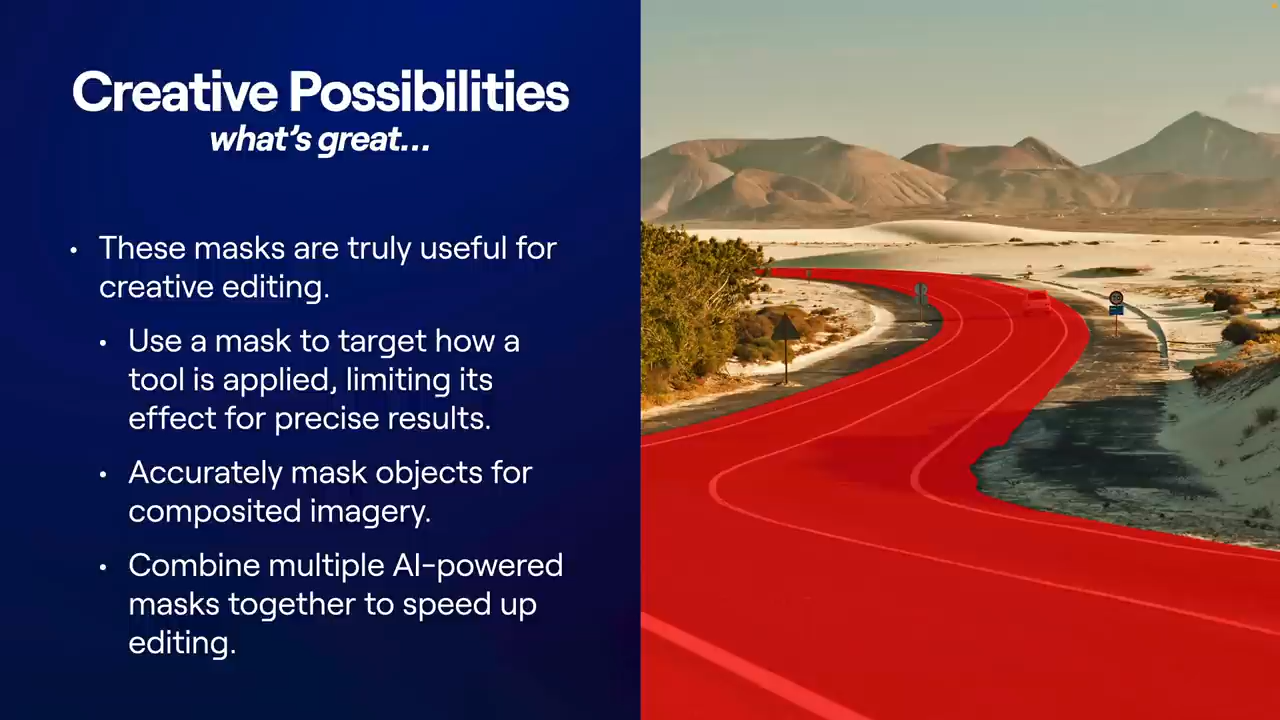 Creative Possibilities
what's great...
• These masks are truly useful for
creative editing.
• Use a mask to target how a
tool is applied, limiting its
effect for precise results.
• Accurately mask objects for
composited imagery.
• Combine multiple AI-powered
masks together to speed up
editing.